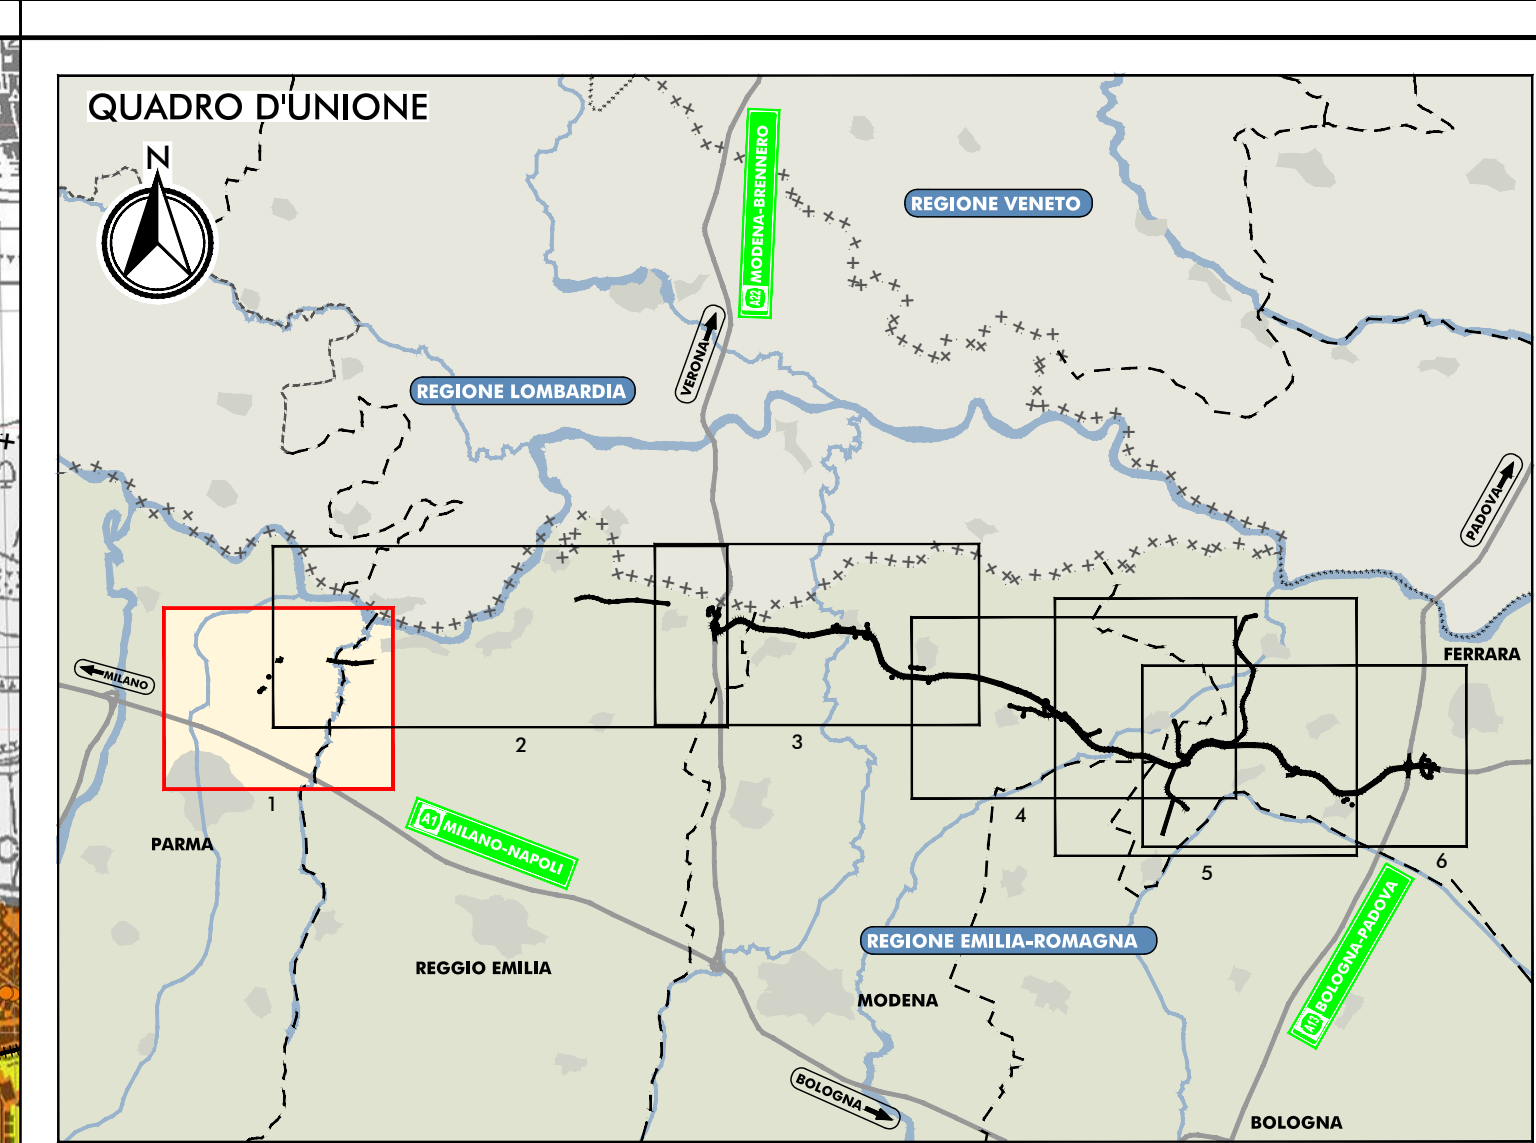 QUADRO D'UNIONE
N
A22 MODENA-BRENNERO
REGIONE VENETO
VERONA
REGIONE LOMBARDIA
PADOVA
FERRARA
MILANO
2
3
1
4
PARMA
A1 MILANO-NAPOLI
5
6
REGIONE EMILIA-ROMAGNA
A13 BOLOGNA-PADOVA
REGGIO EMILIA
MODENA
BOLOGNA
BOLOGNA